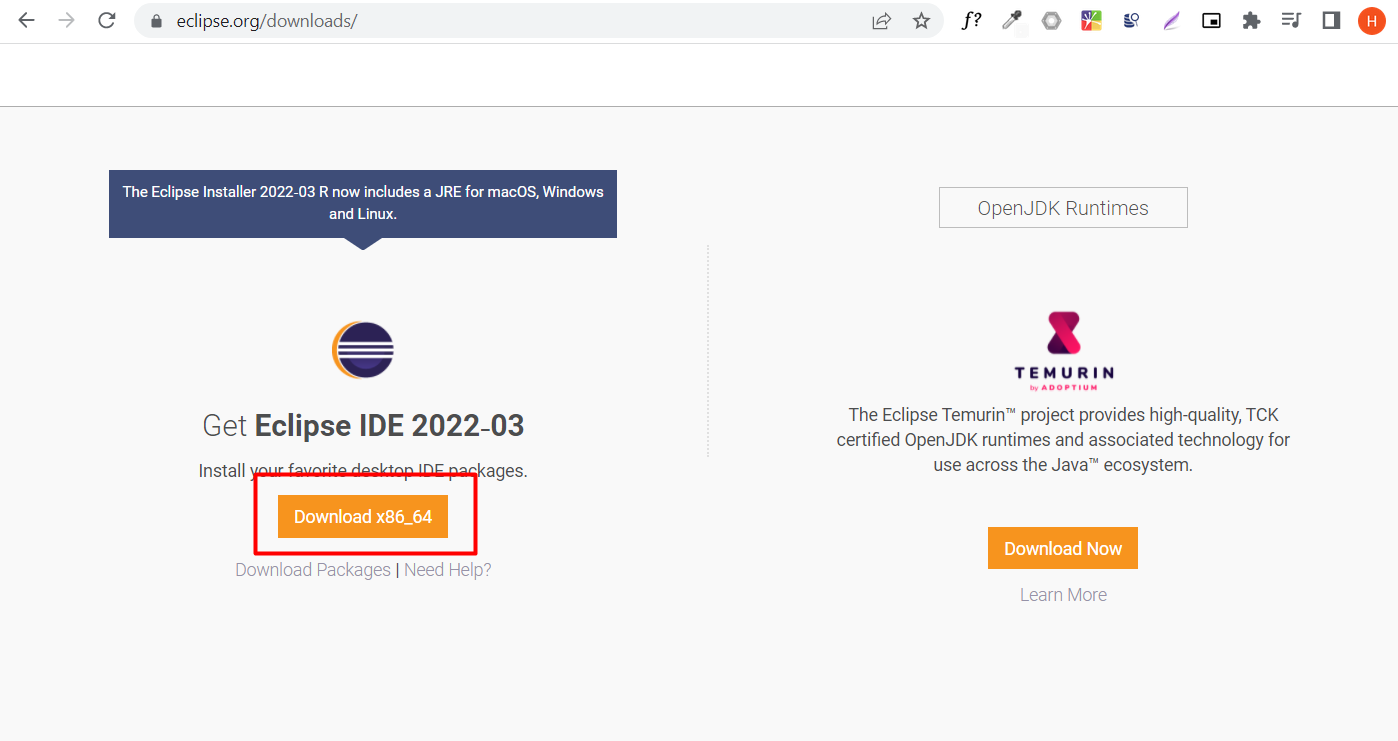 eclipse.org/downloads/
f?
H
The Eclipse Installer 2022-03 R now includes a JRE for macOS, Windows
and Linux.
Get Eclipse IDE 2022-03
Install your favorite desktop IDE packages.
Download x86_64
Download Packages | Need Help?
OpenJDK Runtimes
TEMURIN
by ADOPTIUM
The Eclipse Temurin™ project provides high-quality, TCK
certified OpenJDK runtimes and associated technology for
use across the Java™ ecosystem.
Download Now
Learn More